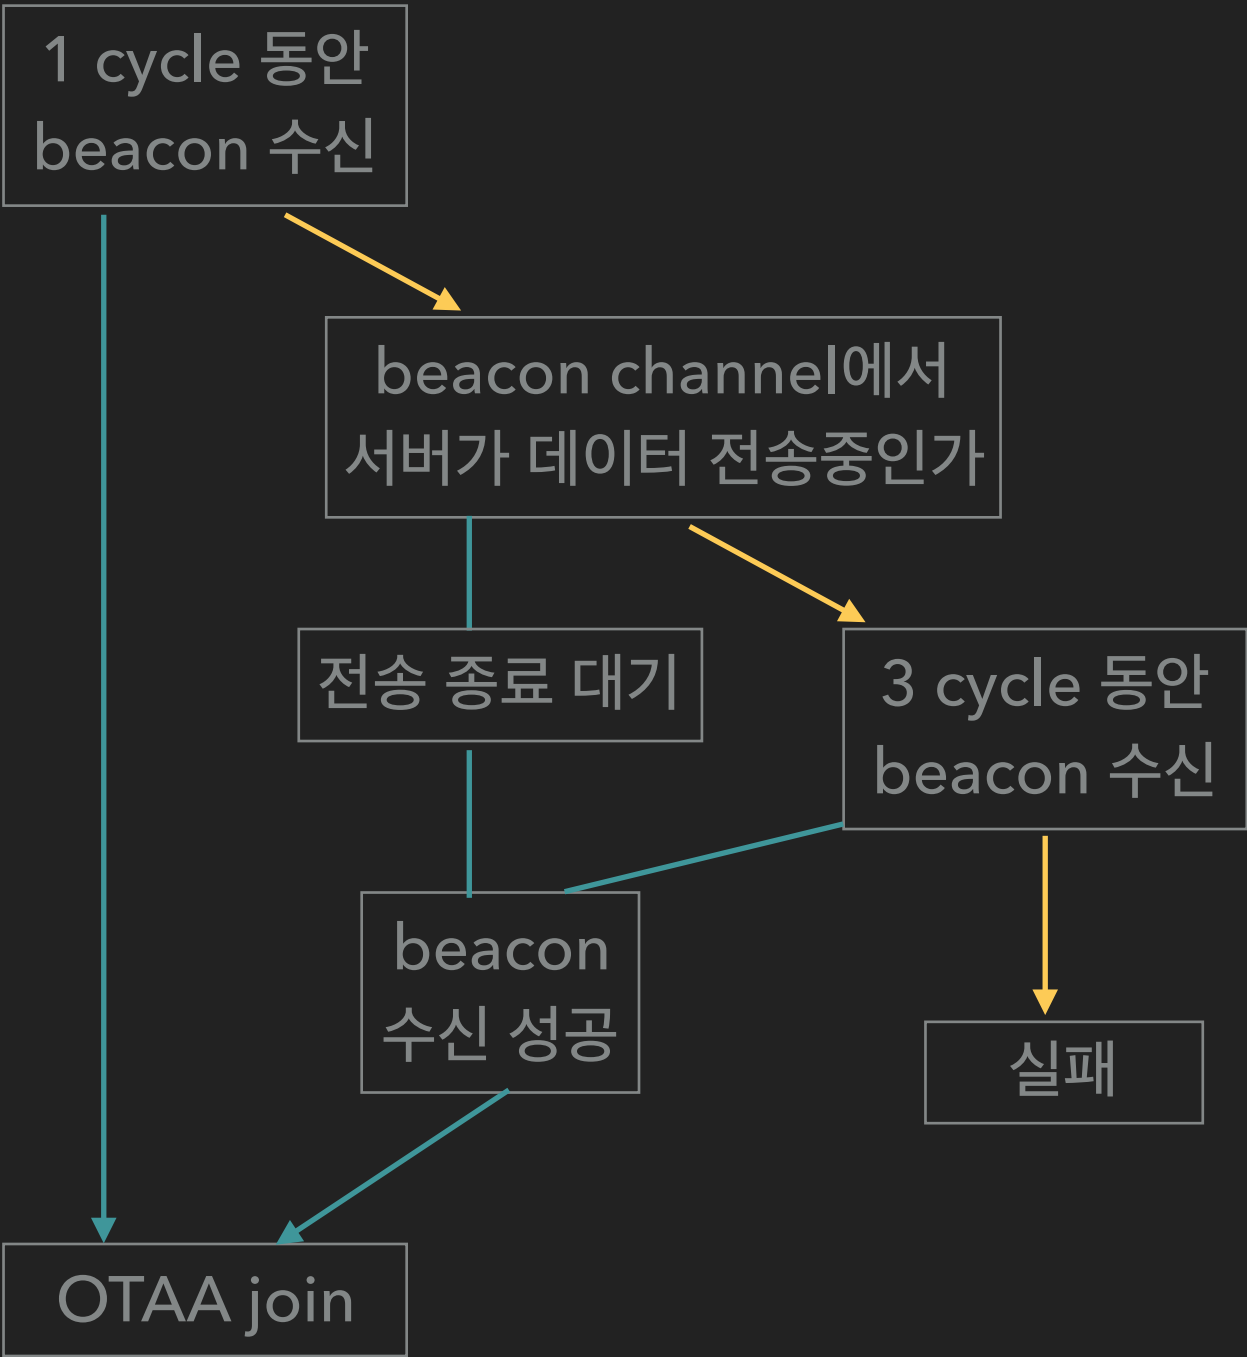 1 cycle 동안
beacon 수신
beacon channel에서
서버가 데이터 전송중인가
전송 종료 대기
3 cycle 동안
beacon 수신
beacon
수신 성공
실패
OTAA join